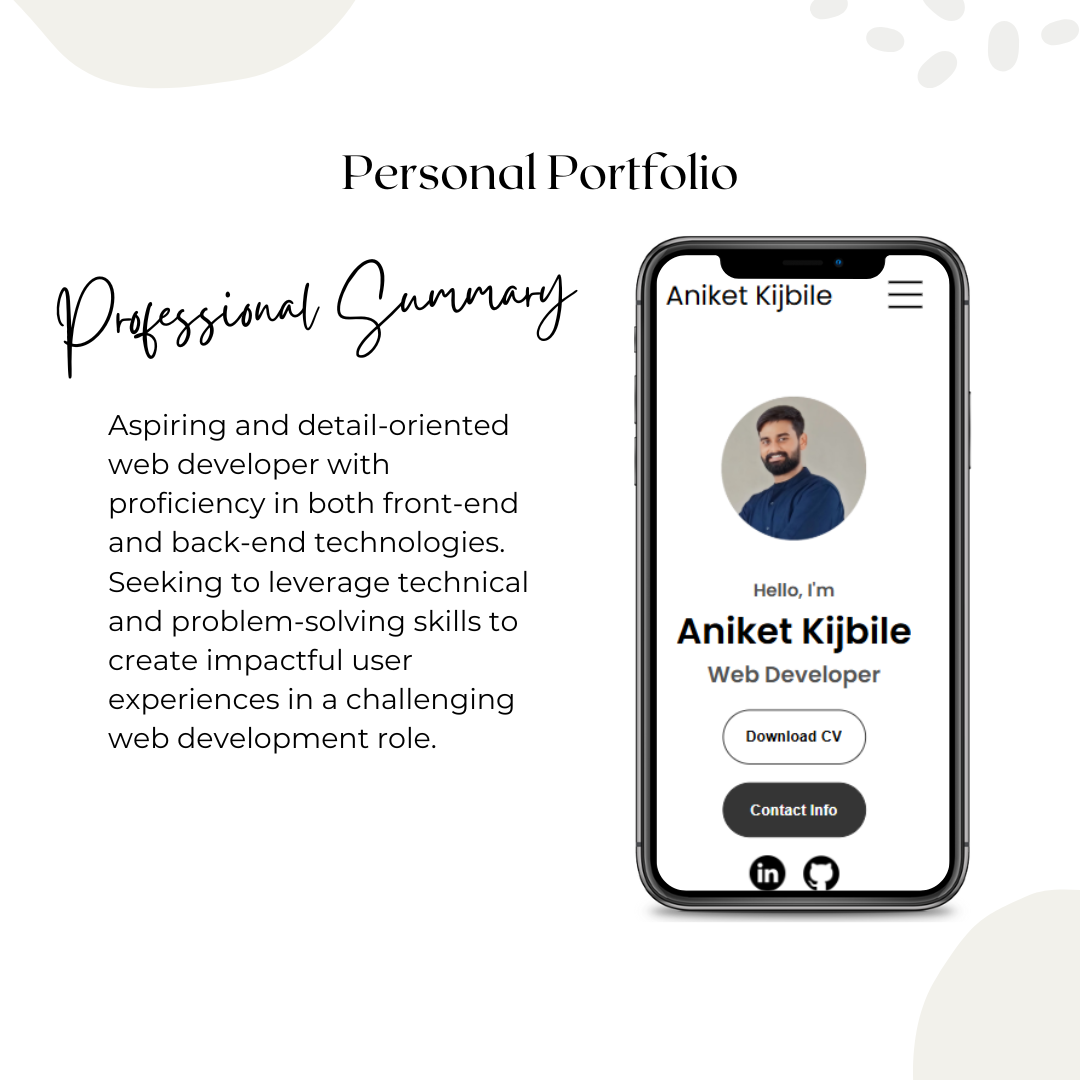 Personal Portfolio
Professional Summary
Aspiring and detail-oriented
web developer with
proficiency in both front-end
and back-end technologies.
Seeking to leverage technical
and problem-solving skills to
create impactful user
experiences in a challenging
web development role.
Aniket Kijbile
Hello, I'm
Aniket Kijbile
Web Developer
Download CV
Contact Info
in